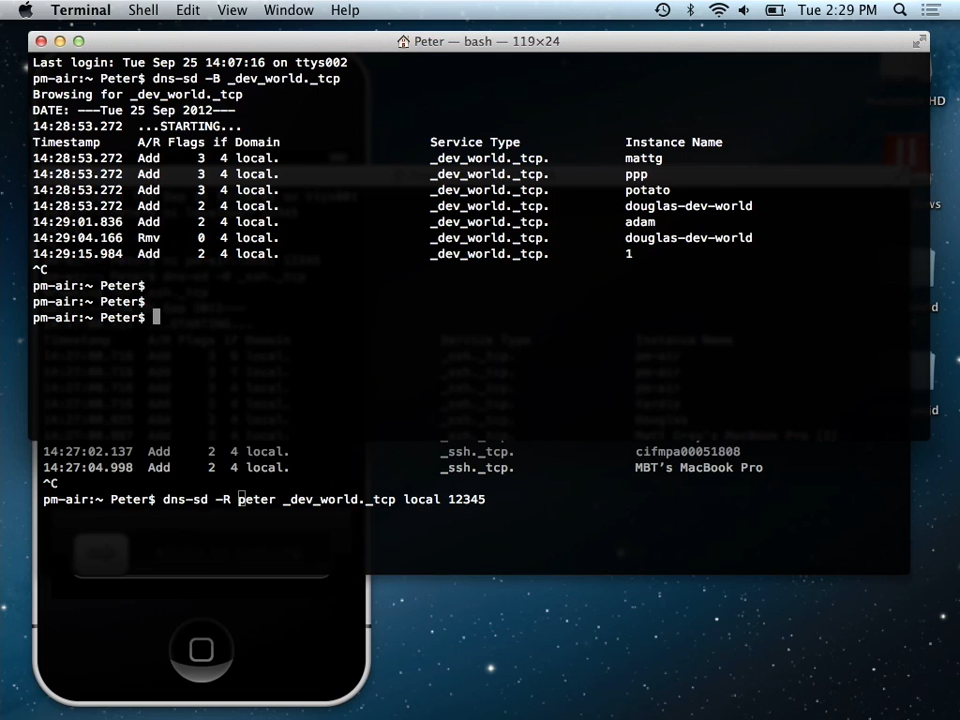 Terminal Shell Edit View Window Help Tue 2:29 PM
Peter — bash — 119×24
Last login: Tue Sep 25 14:07:16 on ttys002
pm-air:~ Peter$ dns-sd -B _dev_world._tcp
Browsing for _dev_world._tcp
DATE: ---Tue 25 Sep 2012---
14:28:53.272 ...STARTING...
Timestamp A/R Flags if Domain Service Type Instance Name
14:28:53.272 Add 3 4 local. _dev_world._tcp. mattg
14:28:53.272 Add 3 4 local. _dev_world._tcp. ppp
14:28:53.272 Add 3 4 local. _dev_world._tcp. potato
14:28:53.272 Add 2 4 local. _dev_world._tcp. douglas-dev-world
14:29:01.836 Add 2 4 local. _dev_world._tcp. adam
14:29:04.166 Rmv 0 4 local. _dev_world._tcp. douglas-dev-world
14:29:15.984 Add 2 4 local. _dev_world._tcp. 1
^C
pm-air:~ Peter$
pm-air:~ Peter$
pm-air:~ Peter$
Timestamp A/R Flags if Domain Service Type Instance Name
14:27:02.137 Add 2 4 local. _ssh._tcp. cifmpa00051808
14:27:04.998 Add 2 4 local. _ssh._tcp. MBT's MacBook Pro
^C
pm-air:~ Peter$ dns-sd -R peter _dev_world._tcp local 12345